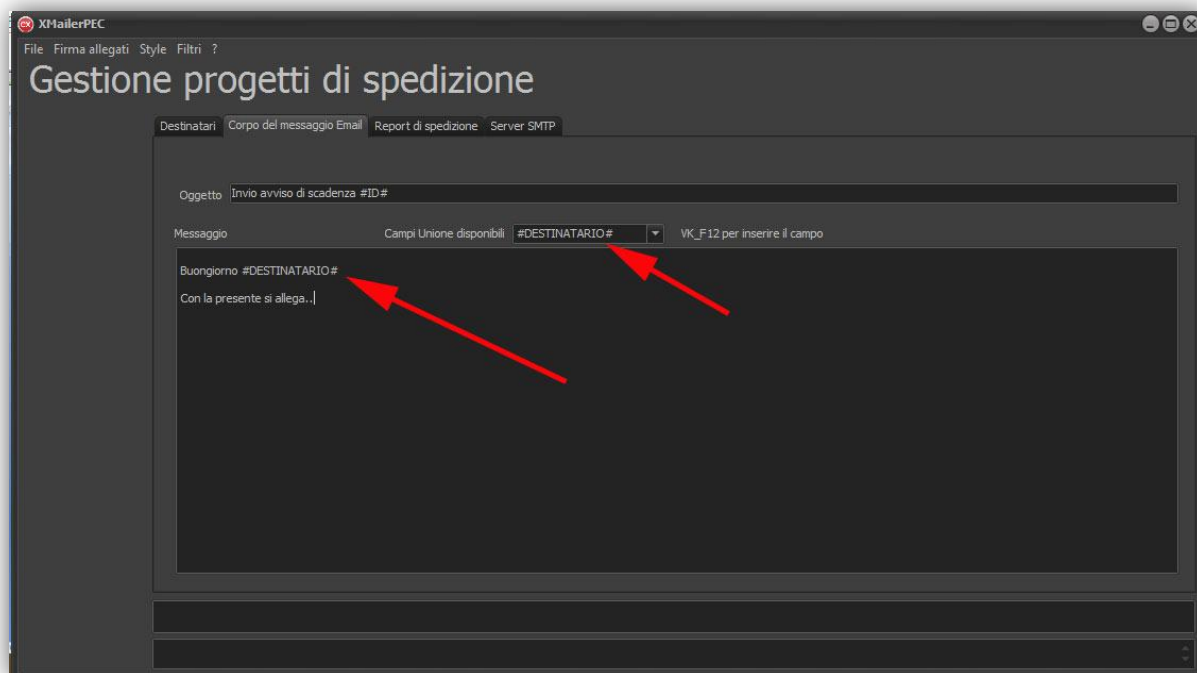 XMailerPEC
File Firma allegati Style Filtri ?
Gestione progetti di spedizione
Destinatari Corpo del messaggio Email Report di spedizione Server SMTP
Oggetto Invio avviso di scadenza #ID#
Messaggio Campi Unione disponibili #DESTINATARIO# VK_F12 per inserire il campo
Buongiorno #DESTINATARIO#
Con la presente si allega..